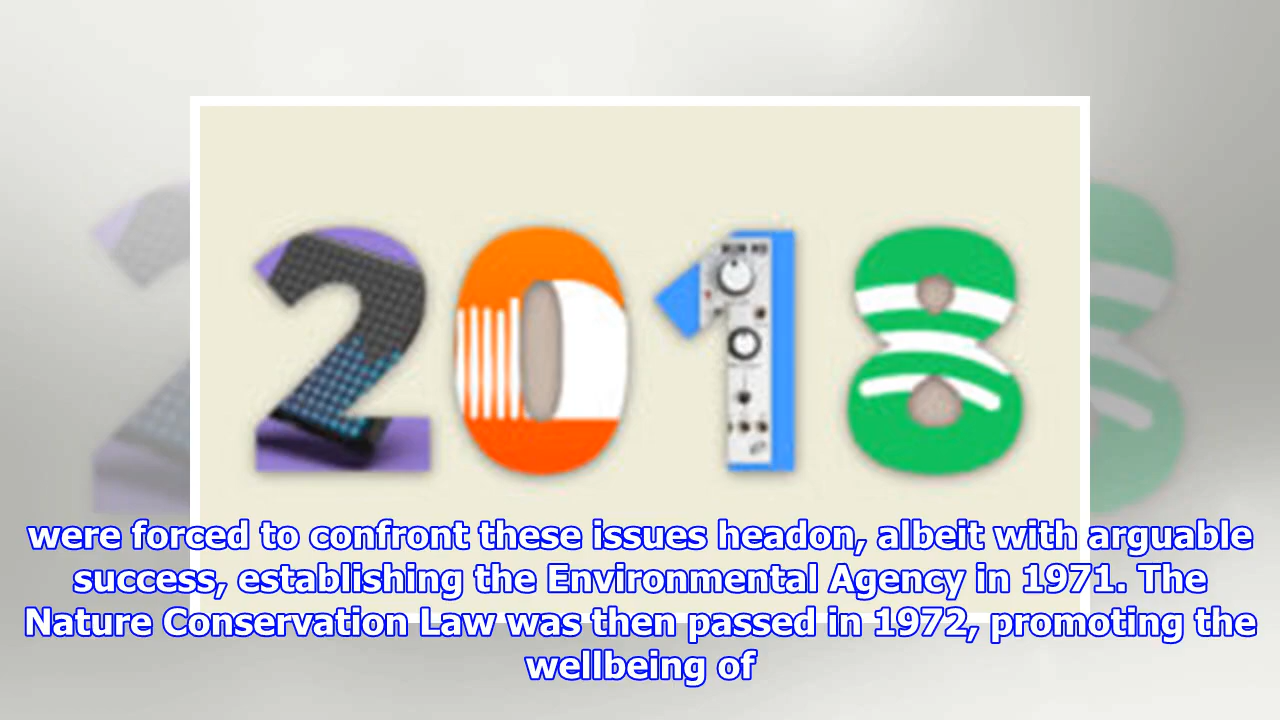 2018
were forced to confront these issues headon, albeit with arguable
success, establishing the Environmental Agency in 1971. The
Nature Conservation Law was then passed in 1972, promoting the
wellbeing of